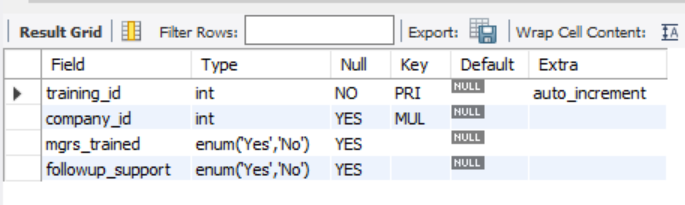 Result Grid Filter Rows: Export: Wrap Cell Content: IA
Field Type Null Key Default Extra
training_id int NO PRI NULL auto_increment
company_id int YES MUL NULL
mgrs_trained enum('Yes','No') YES NULL
followup_support enum('Yes','No') YES NULL